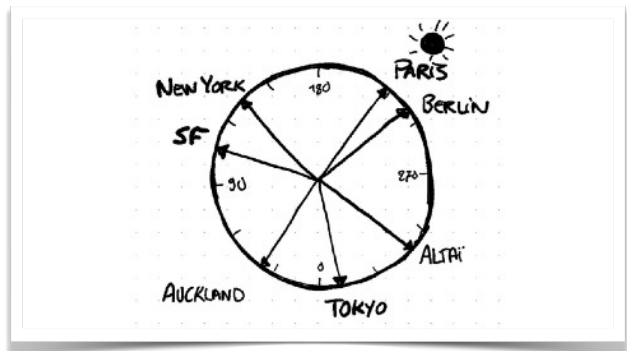 PARIS
NEW YORK
180
BERLIN
SF
90
270
ALTAÏ
AUCKLAND
0
TOKYO